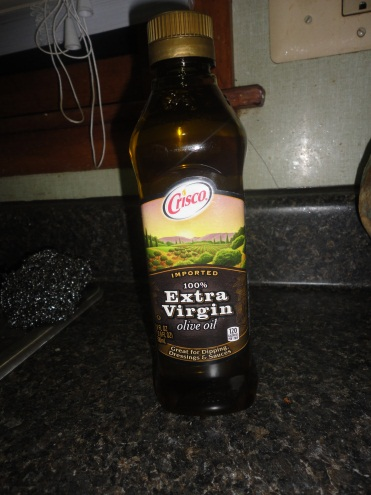 Crisco
IMPORTED
100%
Extra
Virgin
olive oil
120
Great for Dipping,
Dressings & Sauces